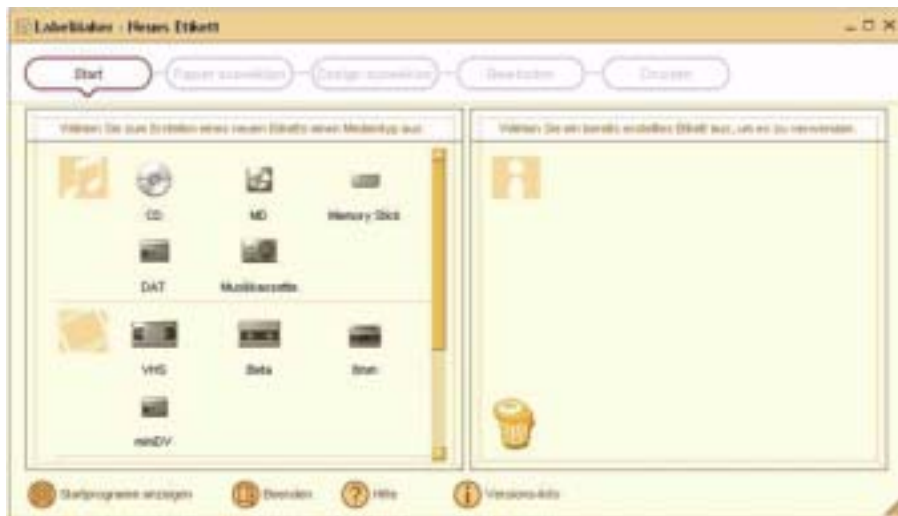 LabelMaker - Neues Etikett
Start
Papier auswählen
Design auswählen
Bearbeiten
Drucken
Wählen Sie zum Erstellen eines neuen Etiketts einen Medientyp aus.
Wählen Sie ein bereits erstelltes Etikett aus, um es zu verwenden.
CD
MD
Memory Stick
DAT
Musikkassette
VHS
Beta
8mm
miniDV
Startprogramm anzeigen
Beenden
Hilfe
Versions-Info